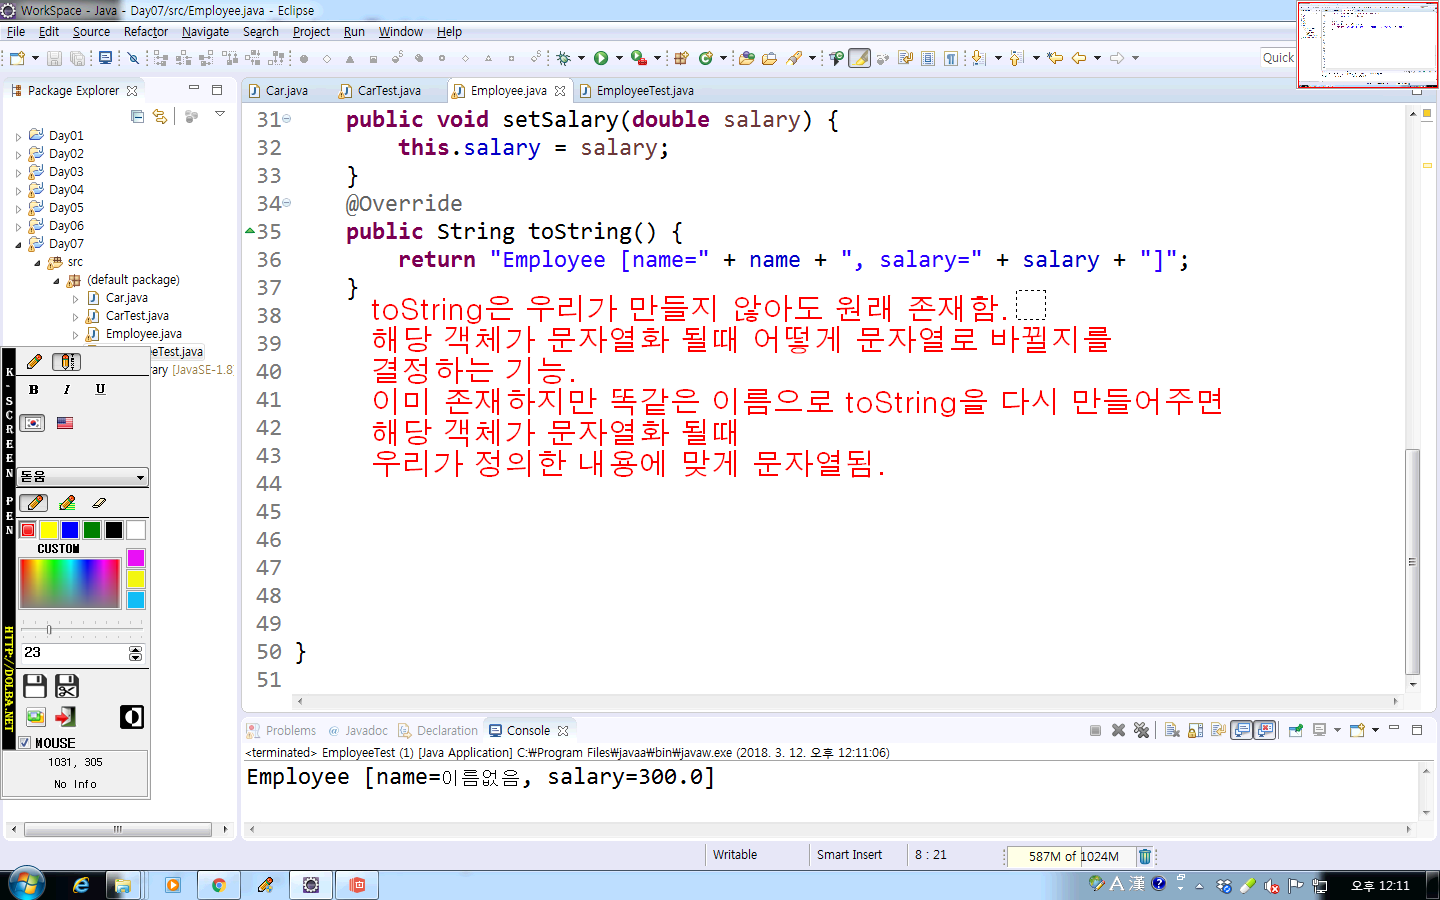 WorkSpace - Java - Day07/src/Employee.java - Eclipse
File Edit Source Refactor Navigate Search Project Run Window Help
Quick
Package Explorer
Car.java CarTest.java Employee.java EmployeeTest.java
Day01
Day02
Day03
Day04
Day05
Day06
Day07
src
(default package)
Car.java
CarTest.java
Employee.java
eTest.java
rary [JavaSE-1.8
31 public void setSalary(double salary) {
32 this.salary = salary;
33 }
34 @Override
35 public String toString() {
36 return "Employee [name=" + name + ", salary=" + salary + "]";
37 }
38
39
40
41
42
43
44
45
46
47
48
49
50 }
51
toString은 우리가 만들지 않아도 원래 존재함.
해당 객체가 문자열화 될때 어떻게 문자열로 바뀔지를
결정하는 기능.
이미 존재하지만 똑같은 이름으로 toString을 다시 만들어주면
해당 객체가 문자열화 될때
우리가 정의한 내용에 맞게 문자열됨.
K-SCREEN PEN
HTTP://DOLBA.NET
B I U
돋움
CUSTOM
23
MOUSE
1031, 305
No Info
Problems @ Javadoc Declaration Console
<terminated> EmployeeTest (1) [Java Application] C:₩Program Files₩javaa₩bin₩javaw.exe (2018. 3. 12. 오후 12:11:06)
Employee [name=이름없음, salary=300.0]
Writable Smart Insert 8 : 21 587M of 1024M
A 漢 오후 12:11